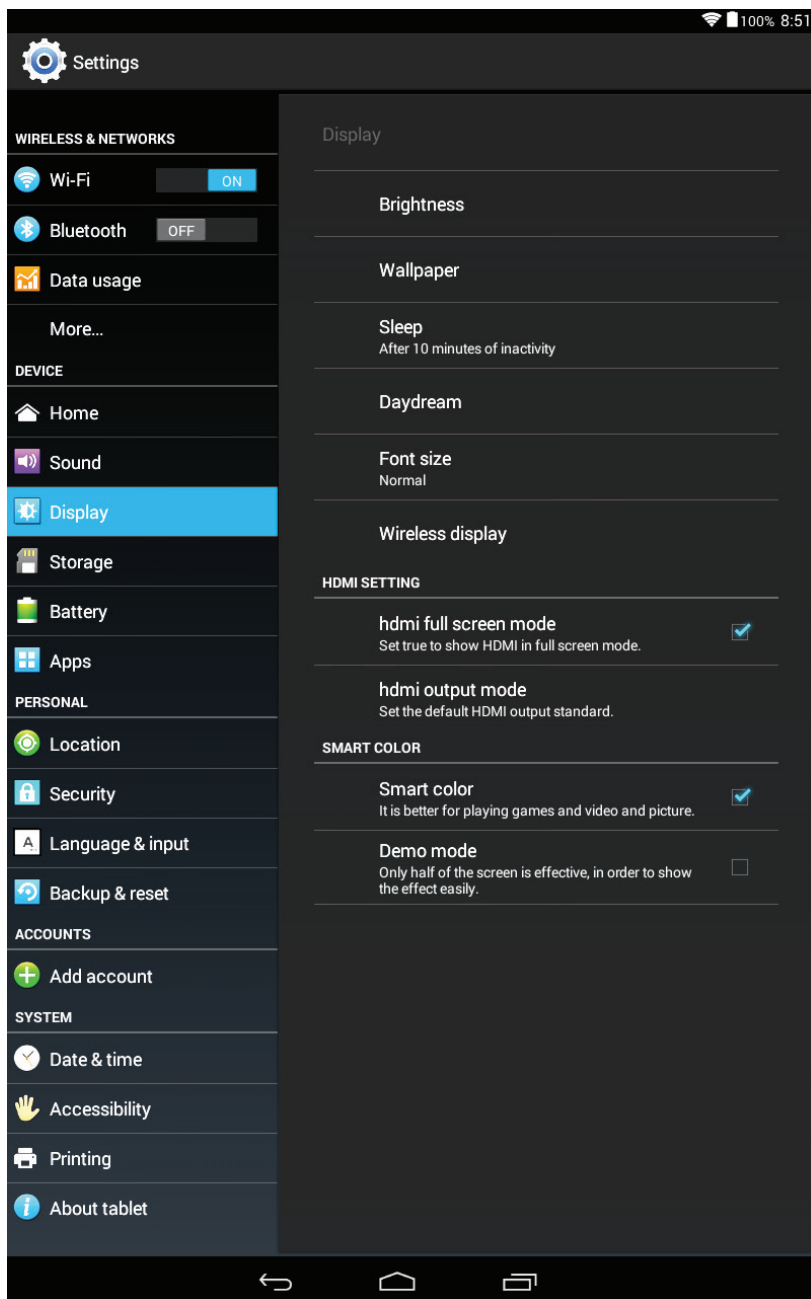 100% 8:51
Settings
WIRELESS & NETWORKS
Wi-Fi ON
Bluetooth OFF
Data usage
More...
DEVICE
Home
Sound
Display
Storage
Battery
Apps
PERSONAL
Location
Security
A Language & input
Backup & reset
ACCOUNTS
Add account
SYSTEM
Date & time
Accessibility
Printing
About tablet
Display
Brightness
Wallpaper
Sleep
After 10 minutes of inactivity
Daydream
Font size
Normal
Wireless display
HDMI SETTING
hdmi full screen mode
Set true to show HDMI in full screen mode.
hdmi output mode
Set the default HDMI output standard.
SMART COLOR
Smart color
It is better for playing games and video and picture.
Demo mode
Only half of the screen is effective, in order to show
the effect easily.